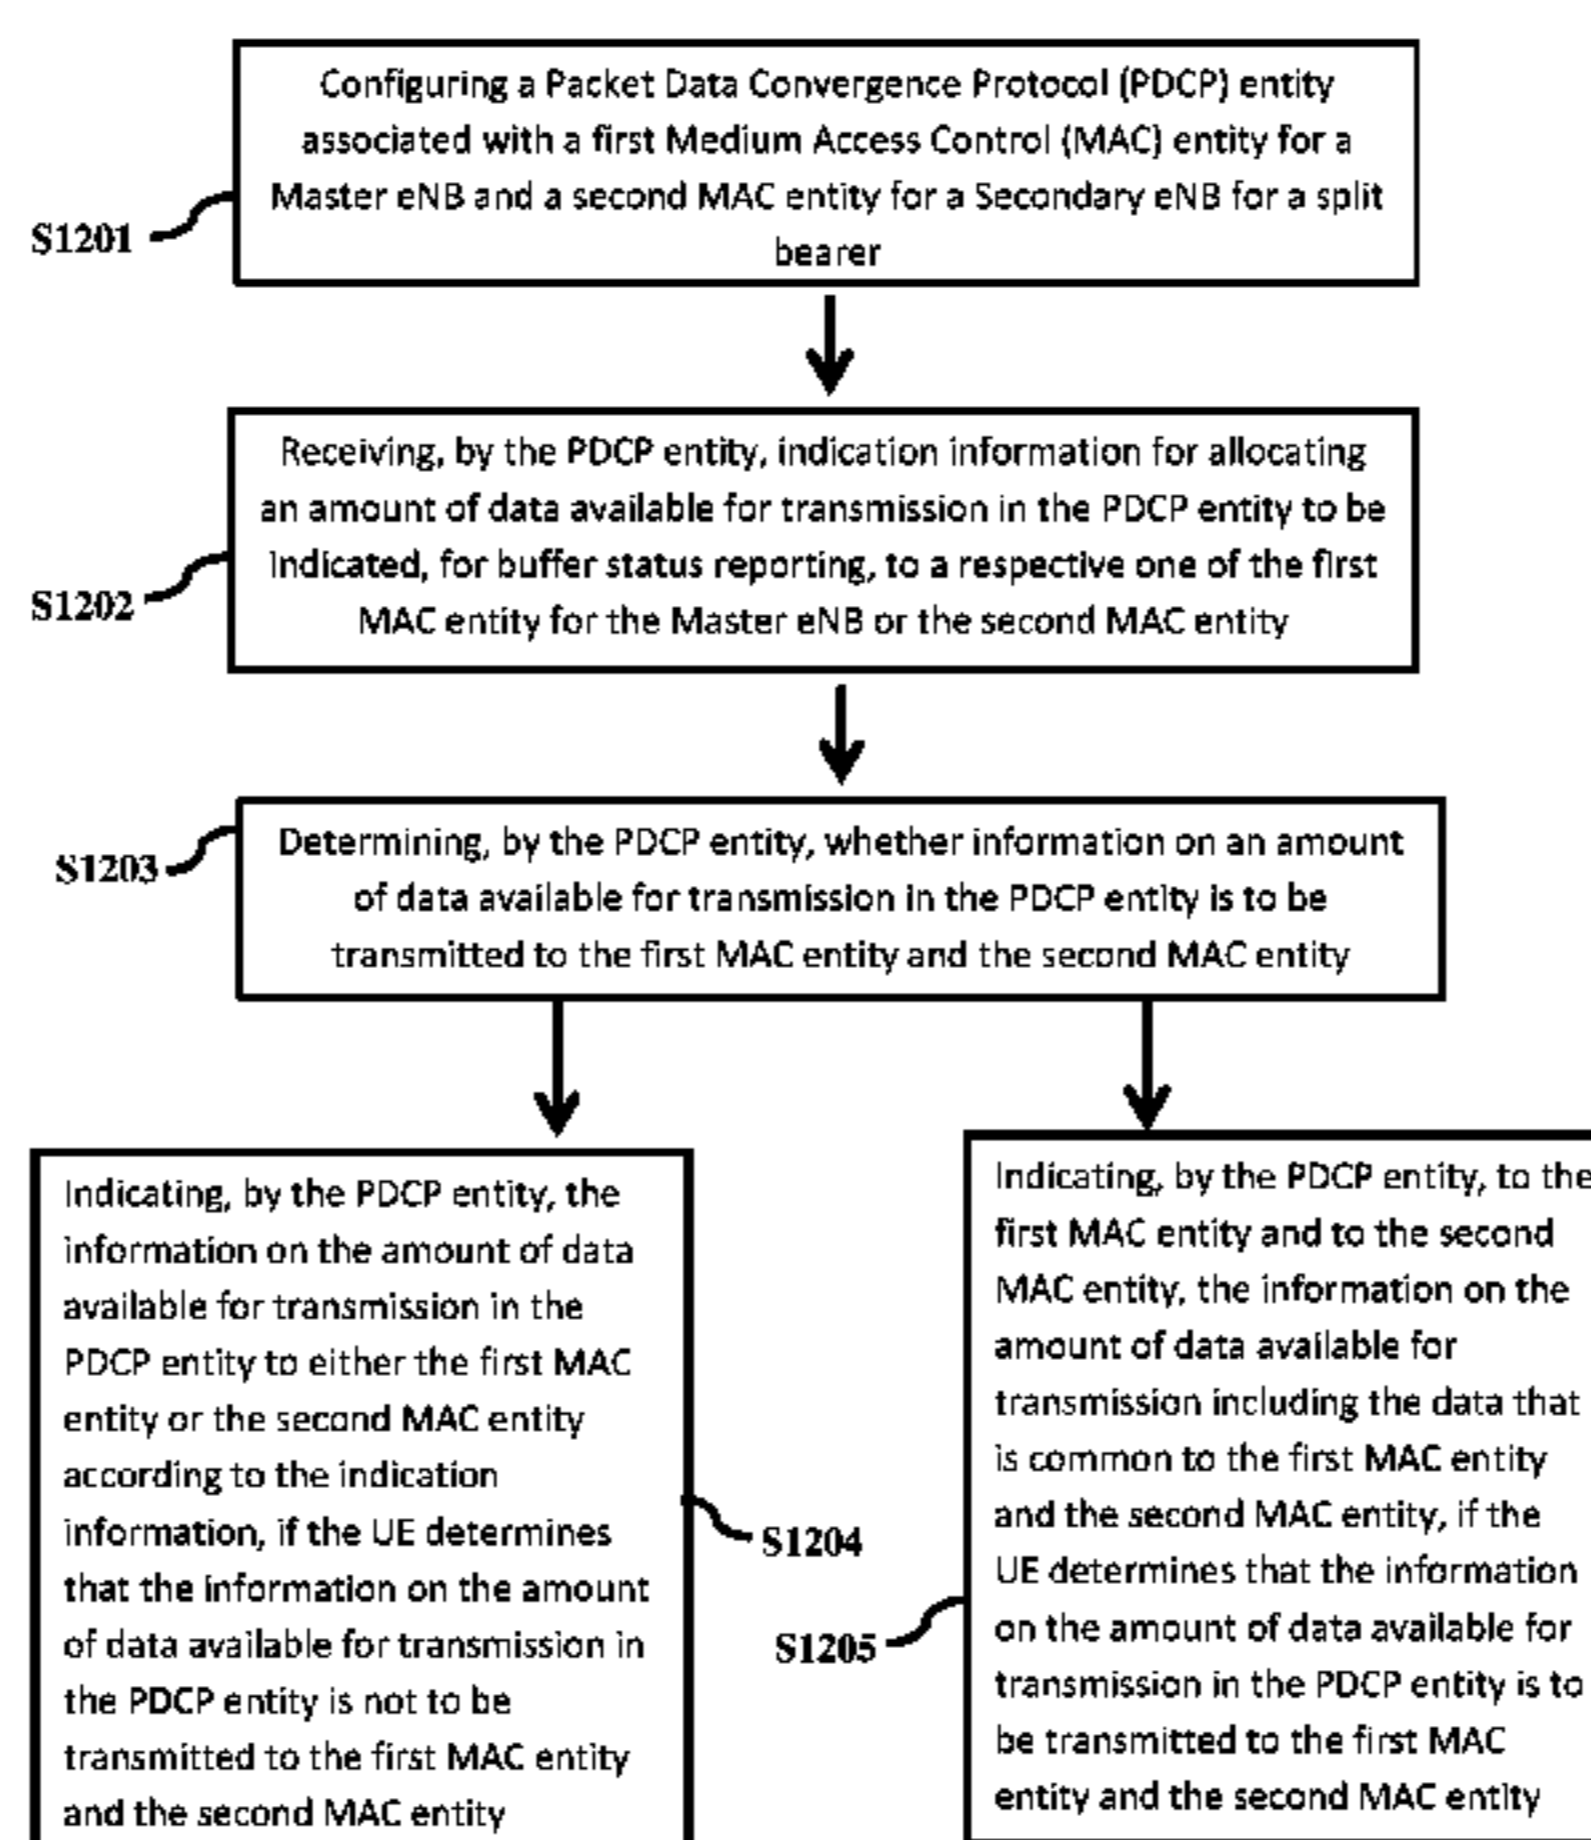 Configuring a Packet Data Convergence Protocol (PDCP) entity
associated with a first Medium Access Control (MAC) entity for a
Master eNB and a second MAC entity for a Secondary eNB for a split
bearer
S1201
Receiving, by the PDCP entity, indication information for allocating
an amount of data available for transmission in the PDCP entity to be
indicated, for buffer status reporting, to a respective one of the first
MAC entity for the Master eNB or the second MAC entity
S1202
Determining, by the PDCP entity, whether information on an amount
of data available for transmission in the PDCP entity is to be
transmitted to the first MAC entity and the second MAC entity
S1203
Indicating, by the PDCP entity, the
information on the amount of data
available for transmission in the
PDCP entity to either the first MAC
entity or the second MAC entity
according to the indication
information, if the UE determines
that the information on the amount
of data available for transmission in
the PDCP entity is not to be
transmitted to the first MAC entity
and the second MAC entity
S1204
Indicating, by the PDCP entity, to the
first MAC entity and to the second
MAC entity, the information on the
amount of data available for
transmission including the data that
is common to the first MAC entity
and the second MAC entity, if the
UE determines that the information
on the amount of data available for
transmission in the PDCP entity is to
be transmitted to the first MAC
entity and the second MAC entity
S1205